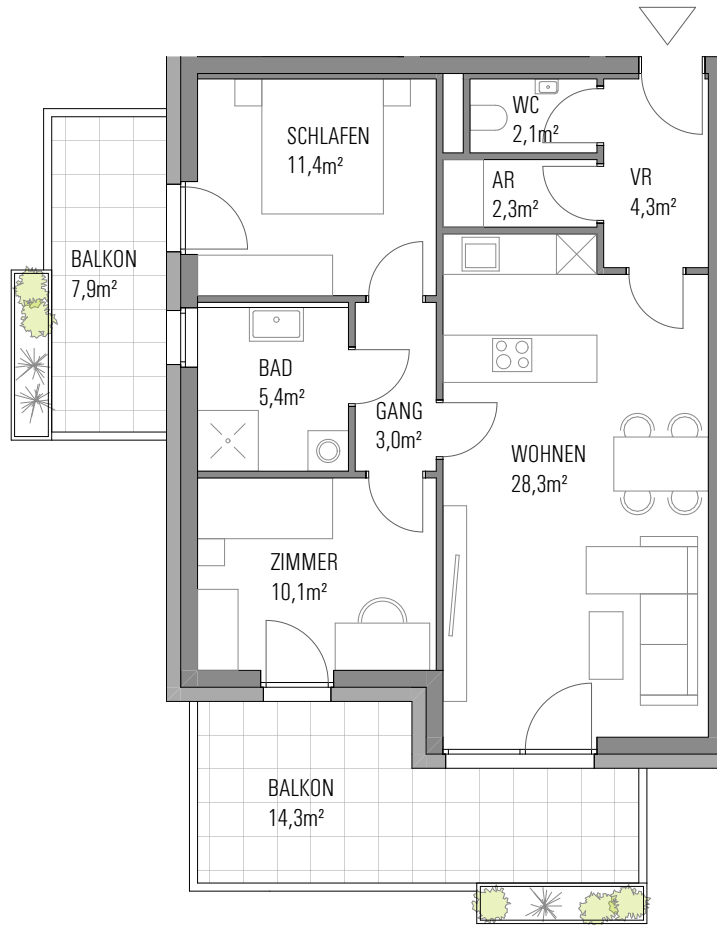 WC
2,1m²
SCHLAFEN
11,4m²
AR
2,3m²
VR
4,3m²
BALKON
7,9m²
BAD
5,4m²
GANG
3,0m²
WOHNEN
28,3m²
ZIMMER
10,1m²
BALKON
14,3m²